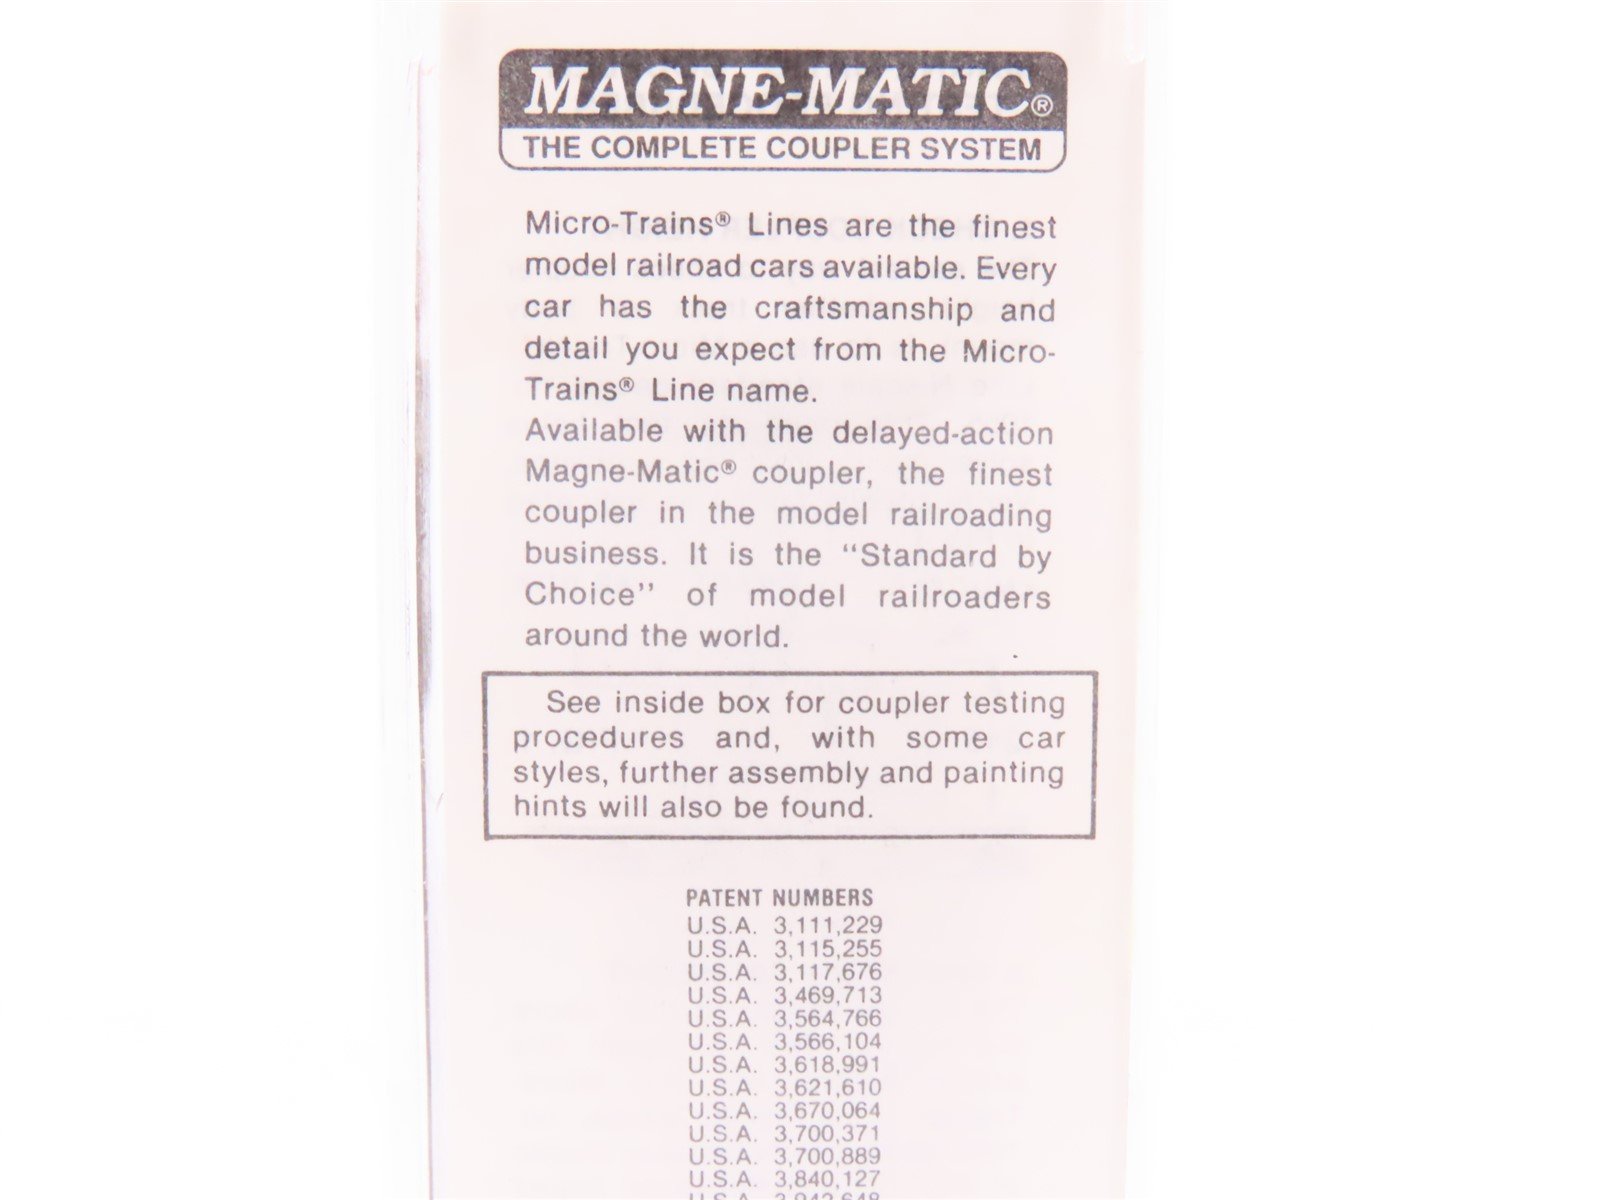 MAGNE-MATIC®
THE COMPLETE COUPLER SYSTEM
Micro-Trains® Lines are the finest
model railroad cars available. Every
car has the craftsmanship and
detail you expect from the Micro-
Trains® Line name.
Available with the delayed-action
Magne-Matic® coupler, the finest
coupler in the model railroading
business. It is the “Standard by
Choice” of model railroaders
around the world.
See inside box for coupler testing
procedures and, with some car
styles, further assembly and painting
hints will also be found.
PATENT NUMBERS
U.S.A. 3,111,229
U.S.A. 3,115,255
U.S.A. 3,117,676
U.S.A. 3,469,713
U.S.A. 3,564,766
U.S.A. 3,566,104
U.S.A. 3,618,991
U.S.A. 3,621,610
U.S.A. 3,670,064
U.S.A. 3,700,371
U.S.A. 3,700,889
U.S.A. 3,840,127
U.S.A.